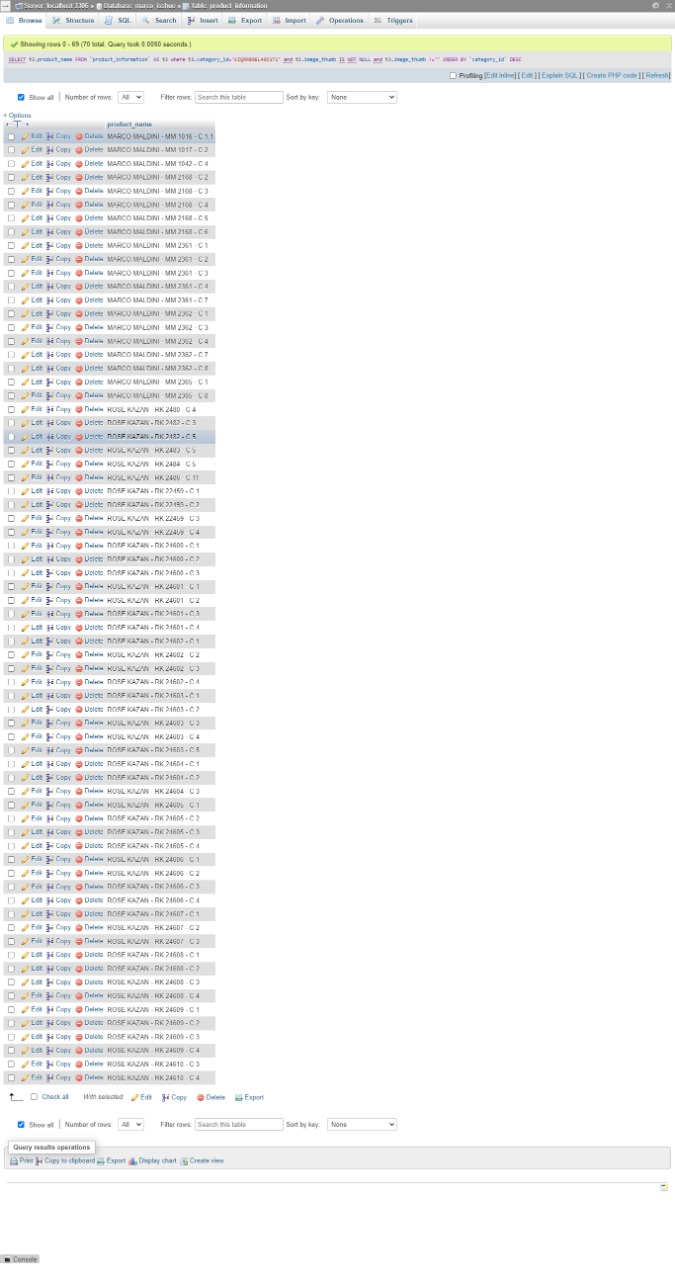 Server: localhost:3306 » Database: marco_izohue » Table: product_information
Browse Structure SQL Search Insert Export Import Operations Triggers
Showing rows 0 - 69 (70 total, Query took 0.0050 seconds.)
SELECT t3.product_name FROM `product_information` AS t3 where t3.category_id= and t3.image_thumb IS NOT NULL and t3.image_thumb !="" ORDER BY `category_id` DESC
Profiling [Edit inline] [ Edit ] [ Explain SQL ] [ Create PHP code ] [ Refresh]
Show all Number of rows: All Filter rows: Search this table Sort by key: None
+ Options
product_name
Edit Copy Delete MARCO MALDINI - MM 1016 - C 1.1
Edit Copy Delete MARCO MALDINI - MM 1017 - C 2
Edit Copy Delete MARCO MALDINI - MM 1042 - C 4
Edit Copy Delete MARCO MALDINI - MM 2168 - C 2
Edit Copy Delete MARCO MALDINI - MM 2168 - C 3
Edit Copy Delete MARCO MALDINI - MM 2168 - C 4
Edit Copy Delete MARCO MALDINI - MM 2168 - C 5
Edit Copy Delete MARCO MALDINI - MM 2168 - C 6
Edit Copy Delete MARCO MALDINI - MM 2361 - C 1
Edit Copy Delete MARCO MALDINI - MM 2361 - C 2
Edit Copy Delete MARCO MALDINI - MM 2361 - C 3
Edit Copy Delete MARCO MALDINI - MM 2361 - C 4
Edit Copy Delete MARCO MALDINI - MM 2361 - C 7
Edit Copy Delete MARCO MALDINI - MM 2362 - C 1
Edit Copy Delete MARCO MALDINI - MM 2362 - C 3
Edit Copy Delete MARCO MALDINI - MM 2362 - C 4
Edit Copy Delete MARCO MALDINI - MM 2362 - C 7
Edit Copy Delete MARCO MALDINI - MM 2362 - C 8
Edit Copy Delete MARCO MALDINI - MM 2365 - C 1
Edit Copy Delete MARCO MALDINI - MM 2365 - C 8
Edit Copy Delete ROSE KAZAN - RK 2480 - C 4
Edit Copy Delete ROSE KAZAN - RK 2482 - C 3
Edit Copy Delete ROSE KAZAN - RK 2482 - C 5
Edit Copy Delete ROSE KAZAN - RK 2483 - C 5
Edit Copy Delete ROSE KAZAN - RK 2484 - C 5
Edit Copy Delete ROSE KAZAN - RK 2486 - C 11
Edit Copy Delete ROSE KAZAN - RK 22459 - C 1
Edit Copy Delete ROSE KAZAN - RK 22459 - C 2
Edit Copy Delete ROSE KAZAN - RK 22459 - C 3
Edit Copy Delete ROSE KAZAN - RK 22459 - C 4
Edit Copy Delete ROSE KAZAN - RK 24600 - C 1
Edit Copy Delete ROSE KAZAN - RK 24600 - C 2
Edit Copy Delete ROSE KAZAN - RK 24600 - C 3
Edit Copy Delete ROSE KAZAN - RK 24601 - C 1
Edit Copy Delete ROSE KAZAN - RK 24601 - C 2
Edit Copy Delete ROSE KAZAN - RK 24601 - C 3
Edit Copy Delete ROSE KAZAN - RK 24601 - C 4
Edit Copy Delete ROSE KAZAN - RK 24602 - C 1
Edit Copy Delete ROSE KAZAN - RK 24602 - C 2
Edit Copy Delete ROSE KAZAN - RK 24602 - C 3
Edit Copy Delete ROSE KAZAN - RK 24602 - C 4
Edit Copy Delete ROSE KAZAN - RK 24603 - C 1
Edit Copy Delete ROSE KAZAN - RK 24603 - C 2
Edit Copy Delete ROSE KAZAN - RK 24603 - C 3
Edit Copy Delete ROSE KAZAN - RK 24603 - C 4
Edit Copy Delete ROSE KAZAN - RK 24603 - C 5
Edit Copy Delete ROSE KAZAN - RK 24604 - C 1
Edit Copy Delete ROSE KAZAN - RK 24604 - C 2
Edit Copy Delete ROSE KAZAN - RK 24604 - C 3
Edit Copy Delete ROSE KAZAN - RK 24605 - C 1
Edit Copy Delete ROSE KAZAN - RK 24605 - C 2
Edit Copy Delete ROSE KAZAN - RK 24605 - C 3
Edit Copy Delete ROSE KAZAN - RK 24605 - C 4
Edit Copy Delete ROSE KAZAN - RK 24606 - C 1
Edit Copy Delete ROSE KAZAN - RK 24606 - C 2
Edit Copy Delete ROSE KAZAN - RK 24606 - C 3
Edit Copy Delete ROSE KAZAN - RK 24606 - C 4
Edit Copy Delete ROSE KAZAN - RK 24607 - C 1
Edit Copy Delete ROSE KAZAN - RK 24607 - C 2
Edit Copy Delete ROSE KAZAN - RK 24607 - C 3
Edit Copy Delete ROSE KAZAN - RK 24608 - C 1
Edit Copy Delete ROSE KAZAN - RK 24608 - C 2
Edit Copy Delete ROSE KAZAN - RK 24608 - C 3
Edit Copy Delete ROSE KAZAN - RK 24608 - C 4
Edit Copy Delete ROSE KAZAN - RK 24609 - C 1
Edit Copy Delete ROSE KAZAN - RK 24609 - C 2
Edit Copy Delete ROSE KAZAN - RK 24609 - C 3
Edit Copy Delete ROSE KAZAN - RK 24609 - C 4
Edit Copy Delete ROSE KAZAN - RK 24610 - C 3
Edit Copy Delete ROSE KAZAN - RK 24610 - C 4
Check all With selected: Edit Copy Delete Export
Show all Number of rows: All Filter rows: Search this table Sort by key: None
Query results operations
Print Copy to clipboard Export Display chart Create view
Console